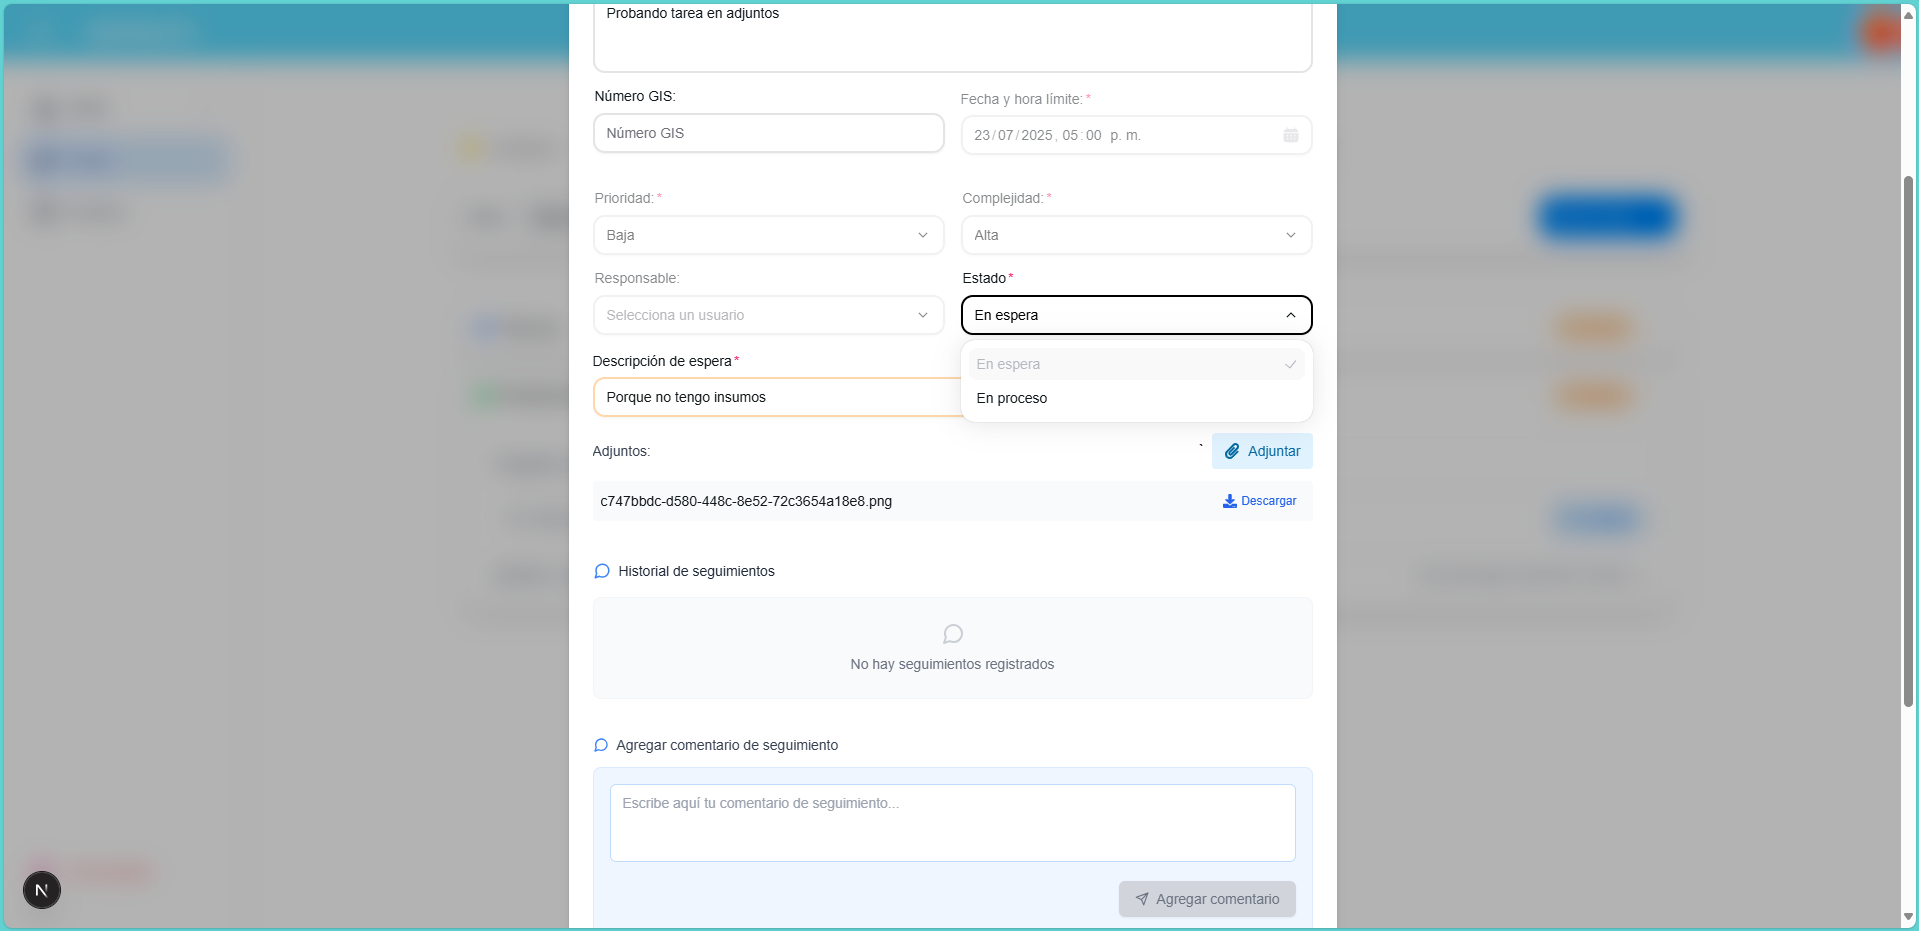 Probando tarea en adjuntos
Número GIS:
Fecha y hora límite: *
Número GIS
23/07/2025, 05:00 p. m.
Prioridad: *
Complejidad: *
Baja
Alta
Responsable:
Estado*
Selecciona un usuario
En espera
Descripción de espera*
En espera
Porque no tengo insumos
En proceso
Adjuntos:
` Adjuntar
c747bbdc-d580-448c-8e52-72c3654a18e8.png
Descargar
Historial de seguimientos
No hay seguimientos registrados
Agregar comentario de seguimiento
Escribe aquí tu comentario de seguimiento...
N
Agregar comentario